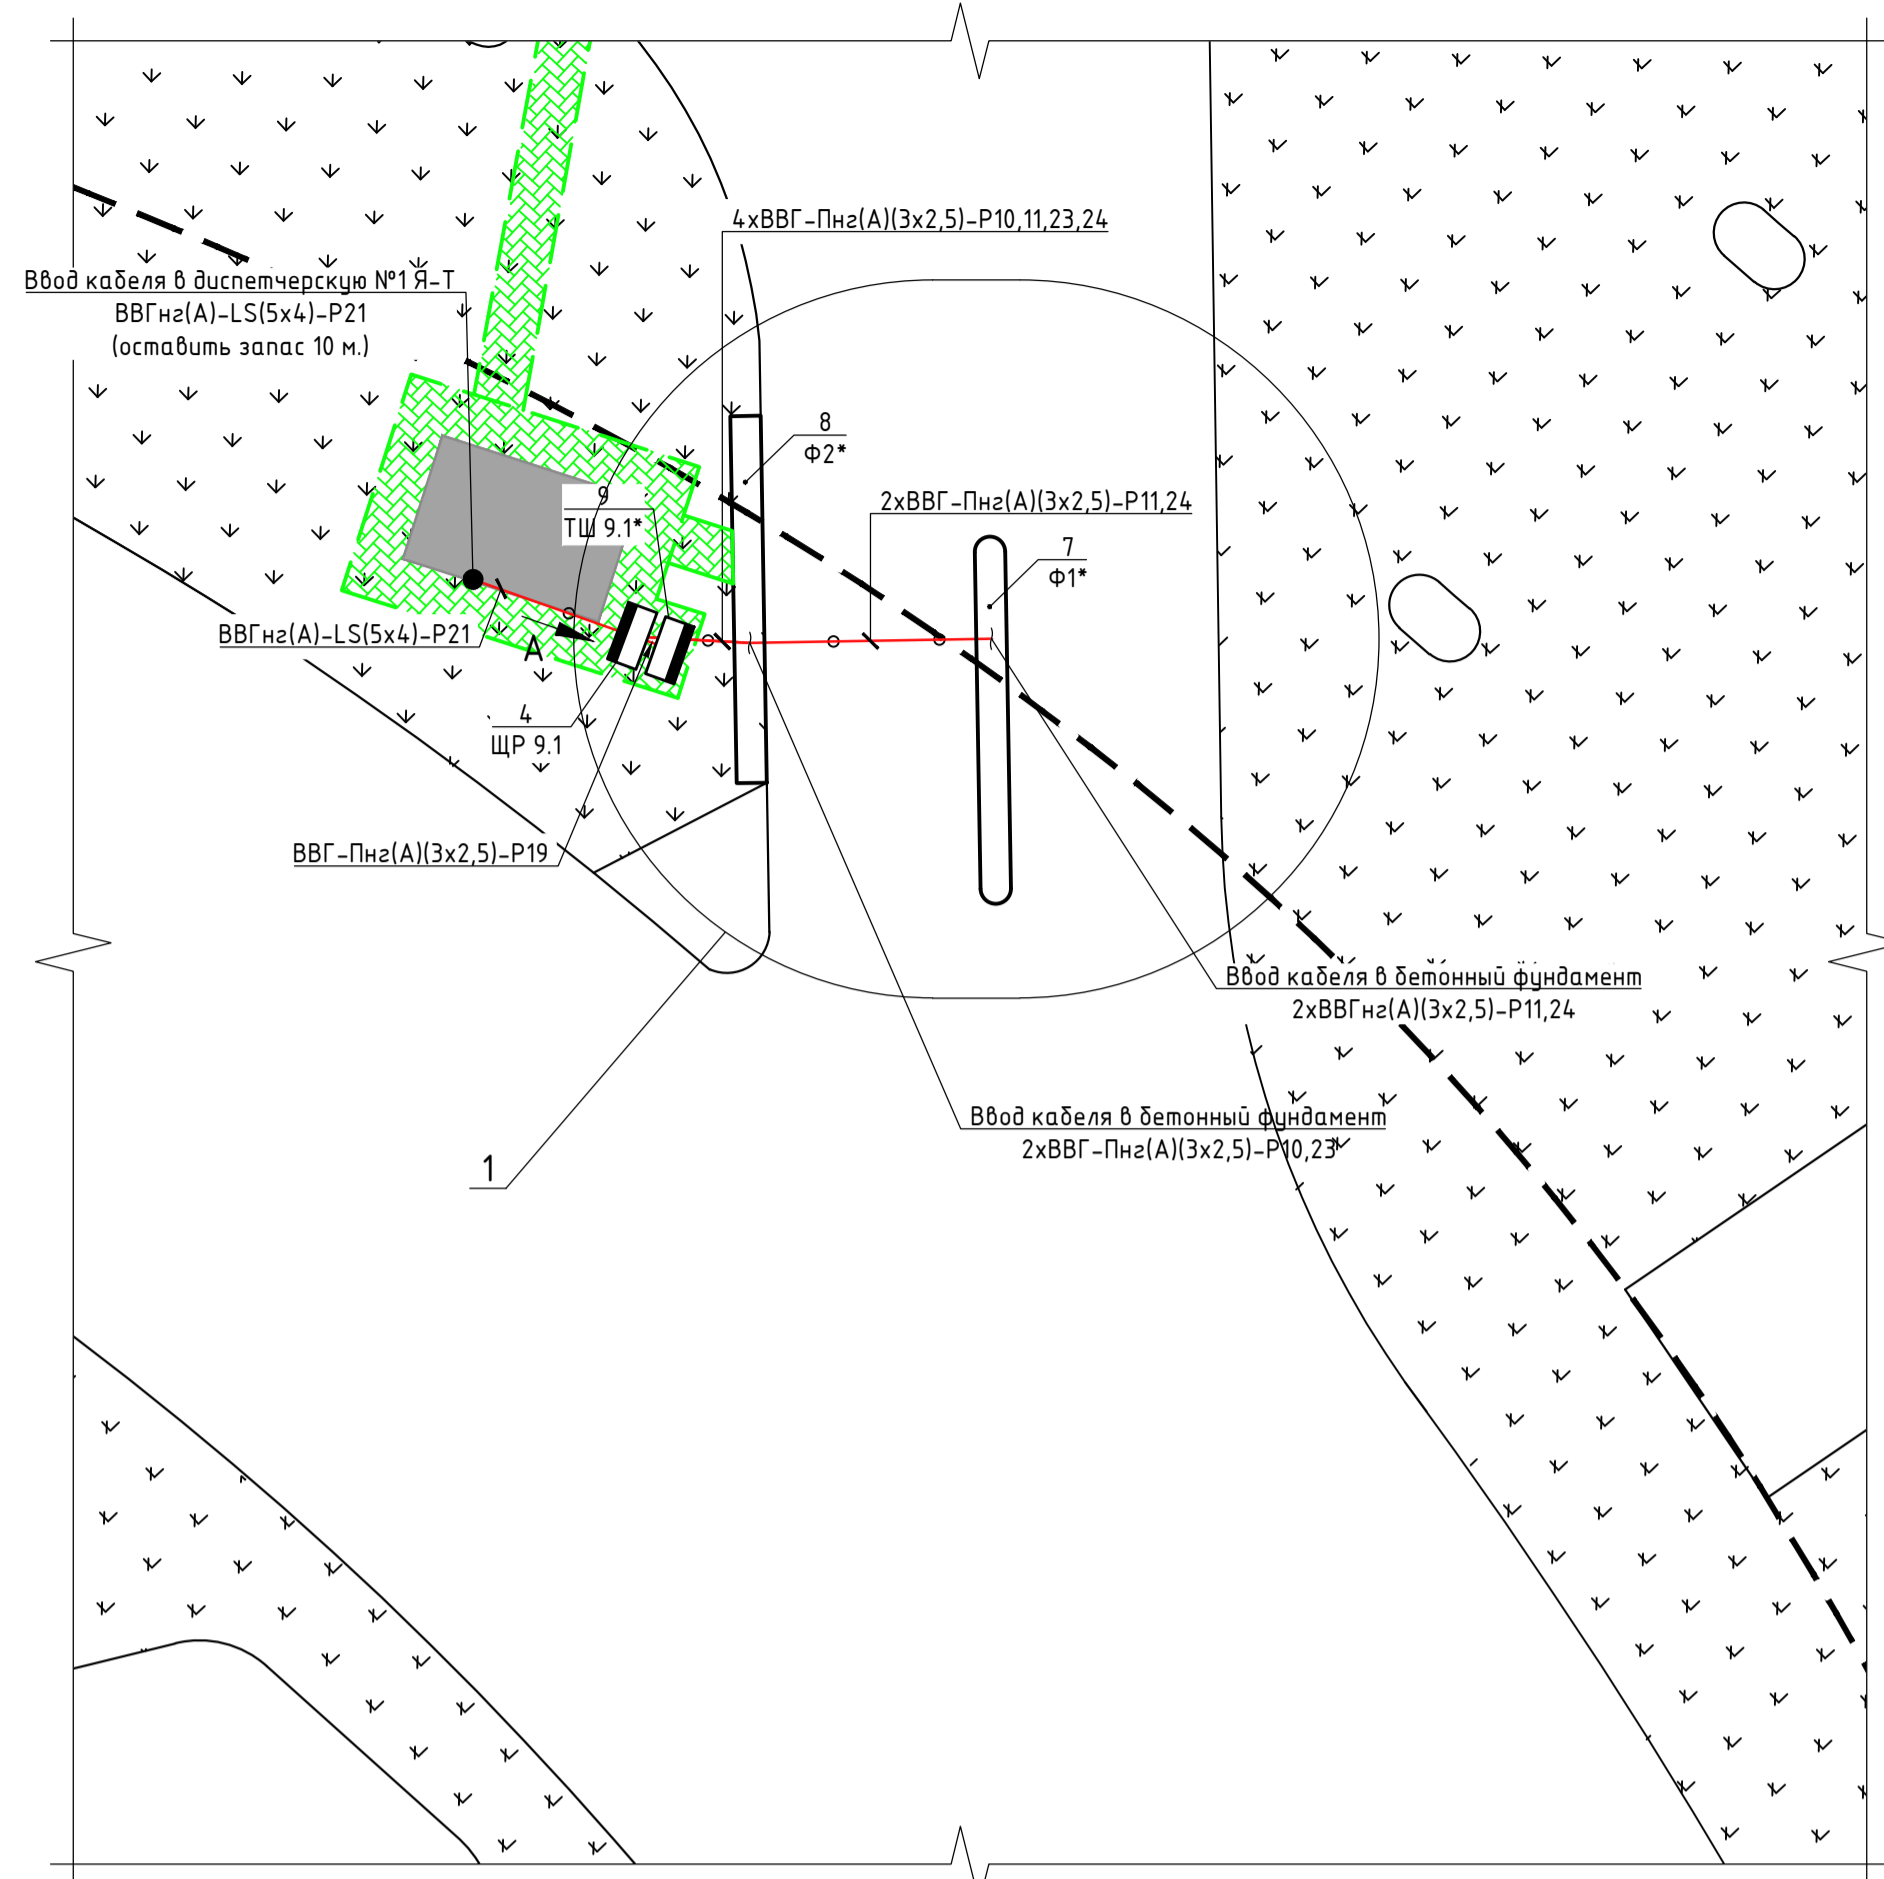 4хВВГ-Пнг(А)(3х2,5)-Р10,11,23,24
Ввод кабеля в диспетчерскую №1 Я-Т
ВВГнг(А)-LS(5х4)-Р21
(оставить запас 10 м.)
8
Ф2*
9
ТШ 9.1*
2хВВГ-Пнг(А)(3х2,5)-Р11,24
7
Ф1*
ВВГнг(А)-LS(5х4)-Р21
А
4
ЩР 9.1
ВВГ-Пнг(А)(3х2,5)-Р19
Ввод кабеля в бетонный фундамент
2хВВГнг(А)(3х2,5)-Р11,24
Ввод кабеля в бетонный фундамент
2хВВГ-Пнг(А)(3х2,5)-Р10,23
1